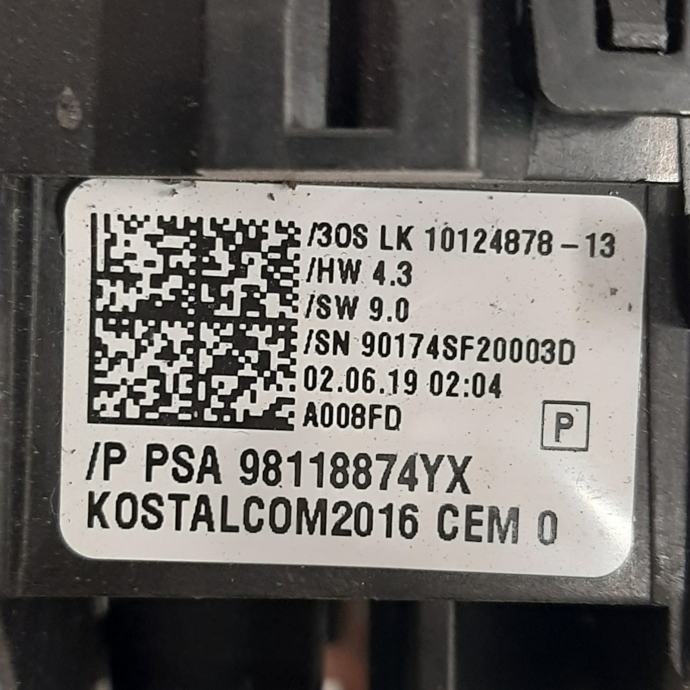 /3OS LK 10124878-13
/HW 4.3
/SW 9.0
/SN 90174SF20003D
02.06.19 02:04
A008FD
P
/P PSA 98118874YX
KOSTALCOM2016 CEM 0